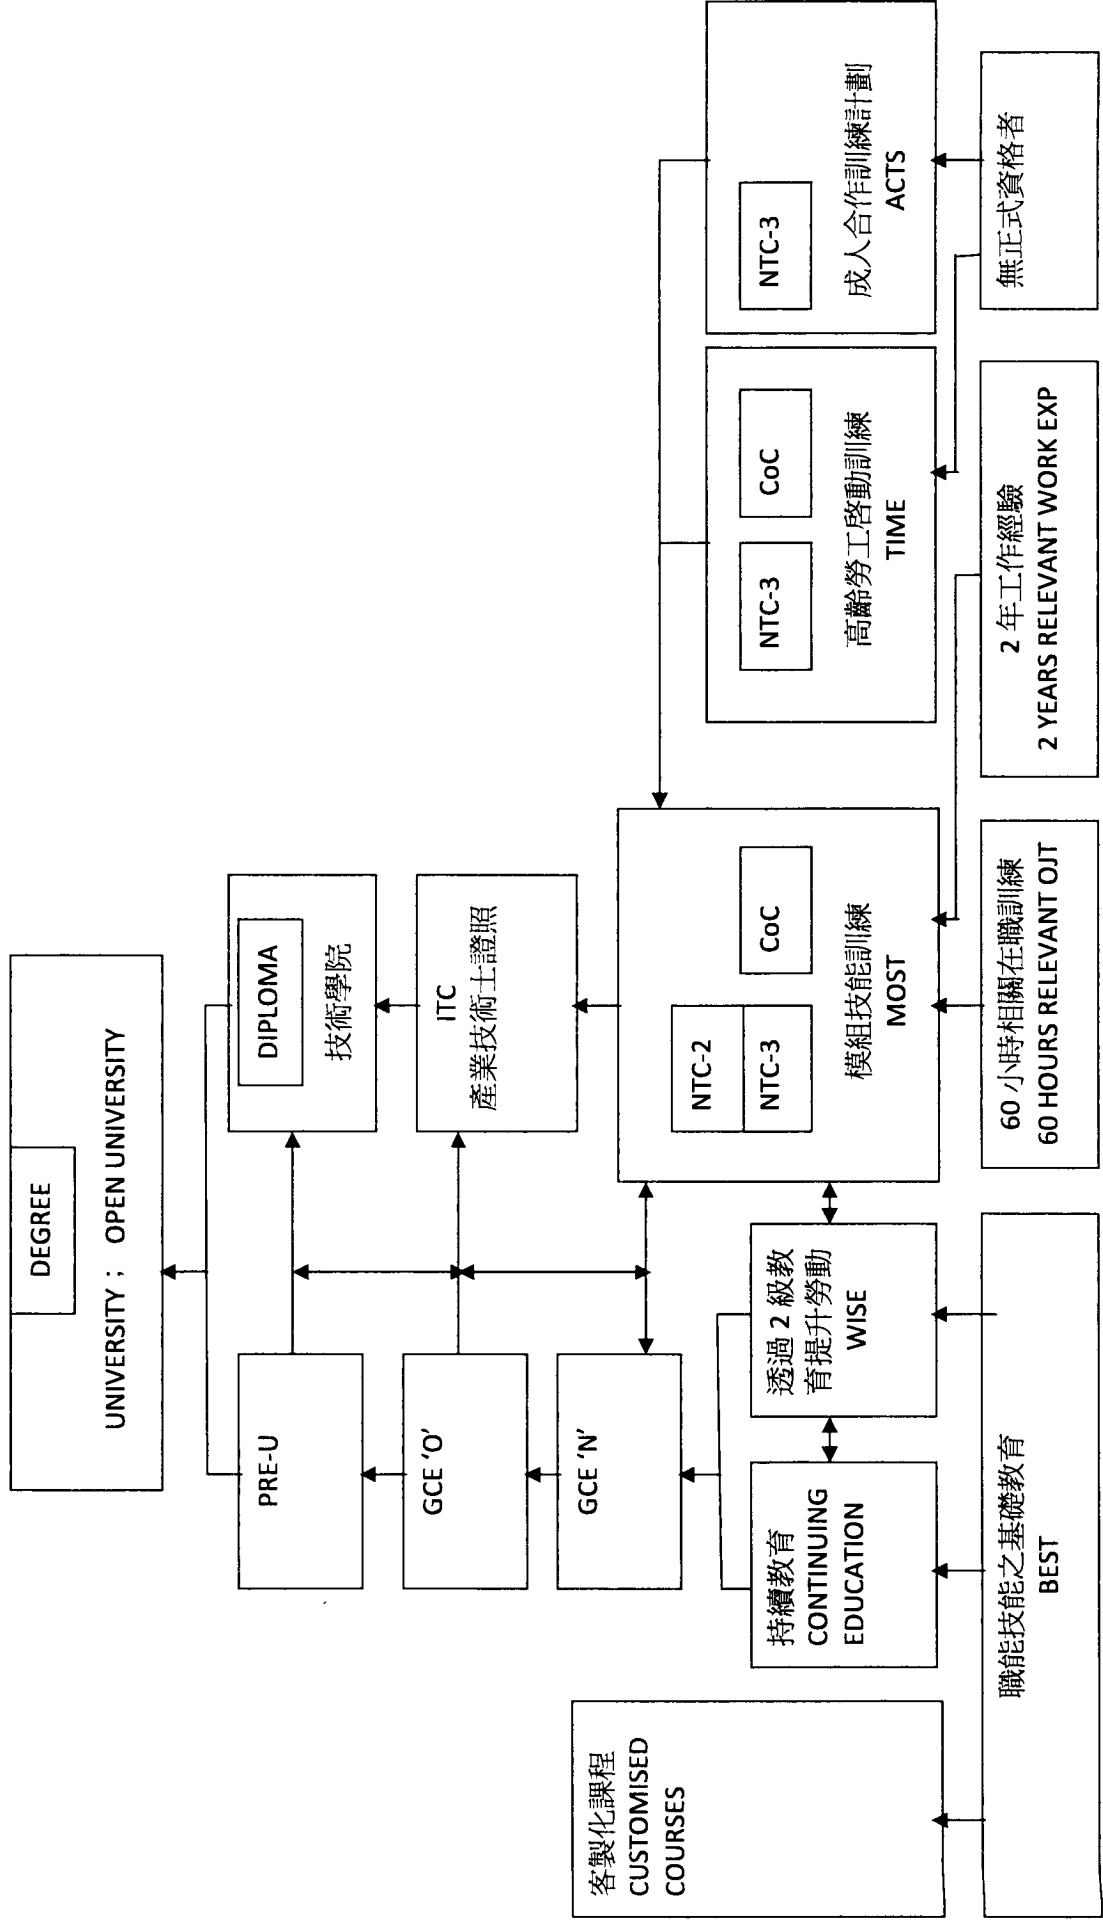 DEGREE
UNIVERSITY； OPEN UNIVERSITY
PRE-U
DIPLOMA
技術學院
GCE ‘O’
ITC
產業技術士證照
GCE ‘N’
客製化課程
CUSTOMISED
COURSES
持續教育
CONTINUING
EDUCATION
透過 2 級教
育提升勞動
WISE
NTC-2
NTC-3
CoC
模組技能訓練
MOST
NTC-3
CoC
高齡勞工啓動訓練
TIME
NTC-3
成人合作訓練計劃
ACTS
職能技能之基礎教育
BEST
60 小時相關在職訓練
60 HOURS RELEVANT OJT
2 年工作經驗
2 YEARS RELEVANT WORK EXP
無正式資格者